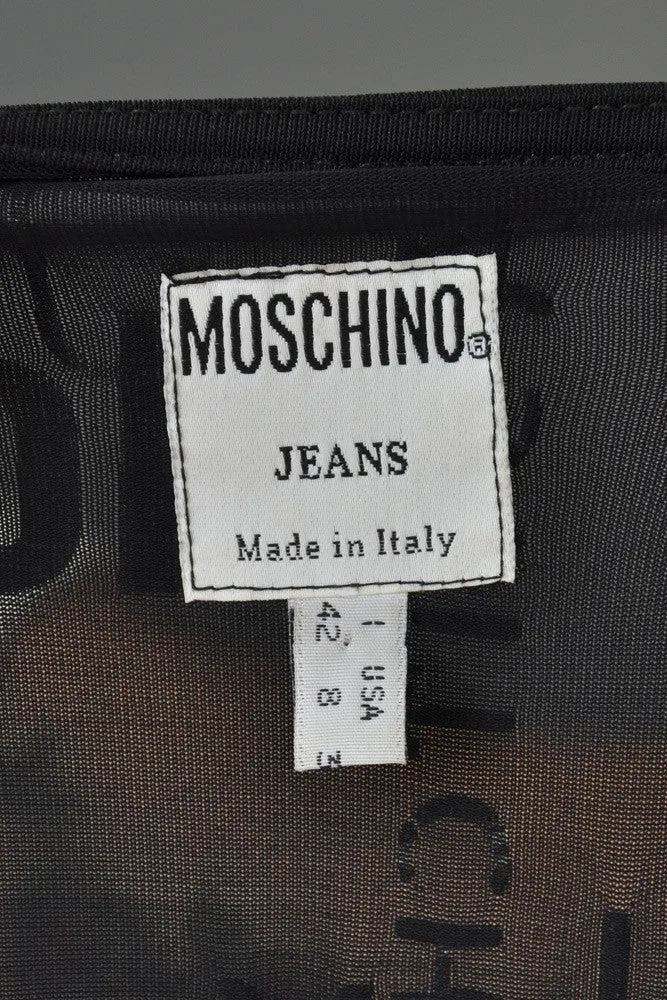 MOSCHINO®
JEANS
Made in Italy
I USA
42 8